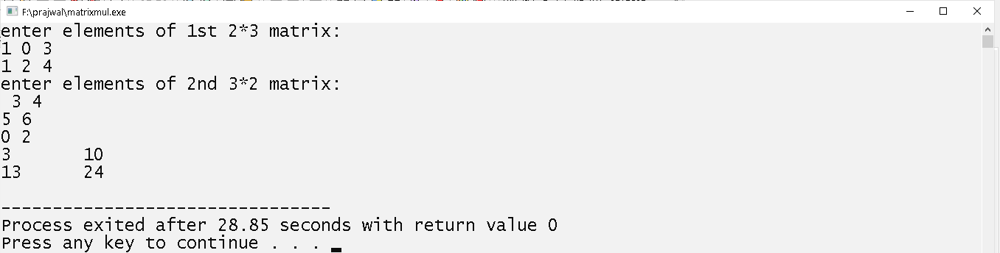 F:\prajwal\matrixmul.exe
enter elements of 1st 2*3 matrix:
1 0 3
1 2 4
enter elements of 2nd 3*2 matrix:
 3 4
5 6
0 2
3       10
13      24
--------------------------------
Process exited after 28.85 seconds with return value 0
Press any key to continue . . .